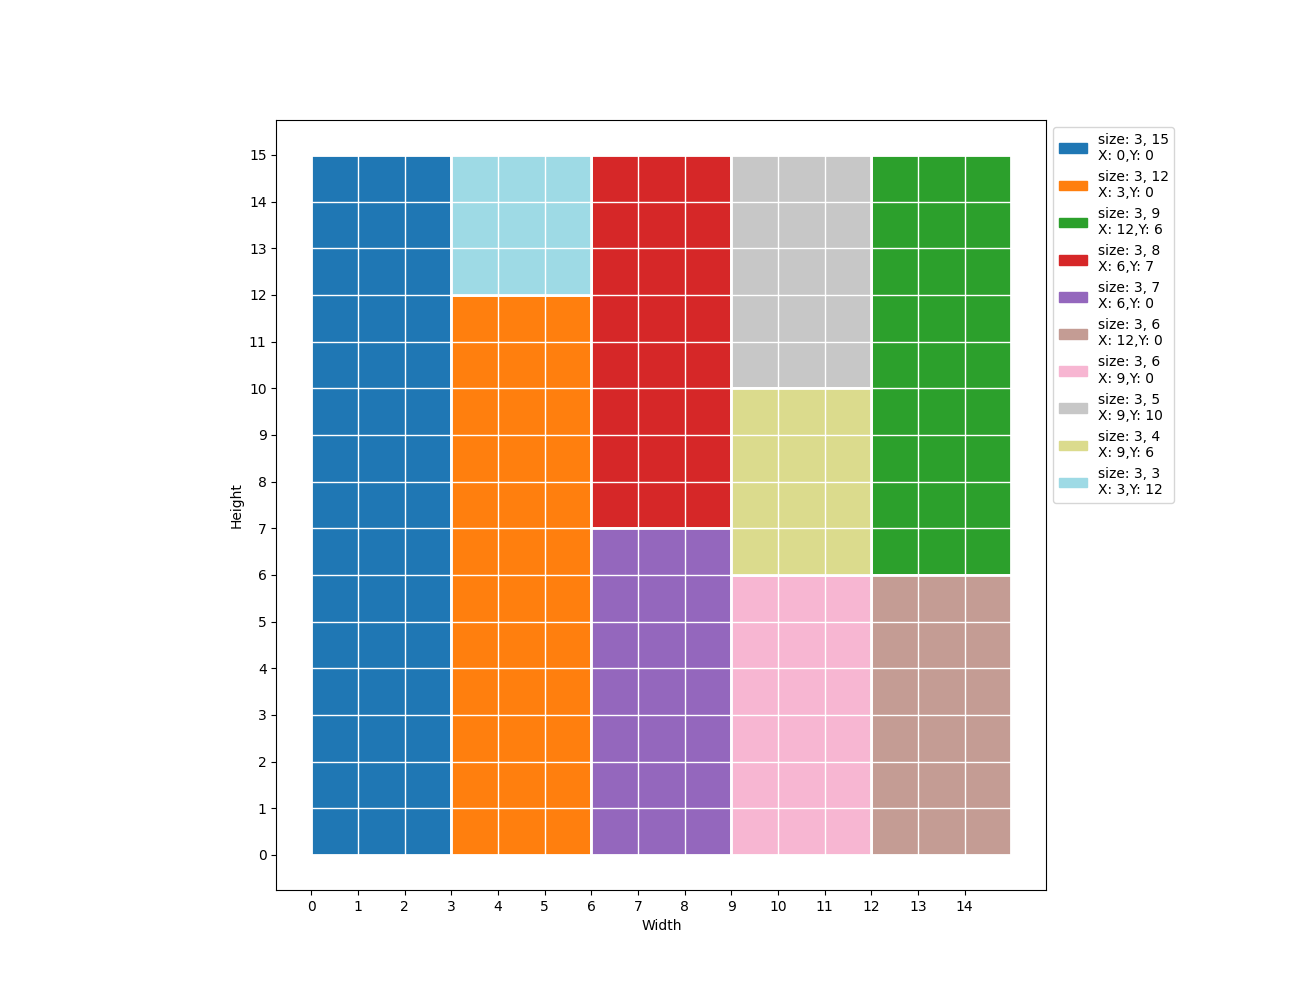 15
14
13
12
11
10
9
8
7
6
5
4
3
2
1
0
Height
0 1 2 3 4 5 6 7 8 9 10 11 12 13 14
Width
size: 3, 15
X: 0,Y: 0
size: 3, 12
X: 3,Y: 0
size: 3, 9
X: 12,Y: 6
size: 3, 8
X: 6,Y: 7
size: 3, 7
X: 6,Y: 0
size: 3, 6
X: 12,Y: 0
size: 3, 6
X: 9,Y: 0
size: 3, 5
X: 9,Y: 10
size: 3, 4
X: 9,Y: 6
size: 3, 3
X: 3,Y: 12